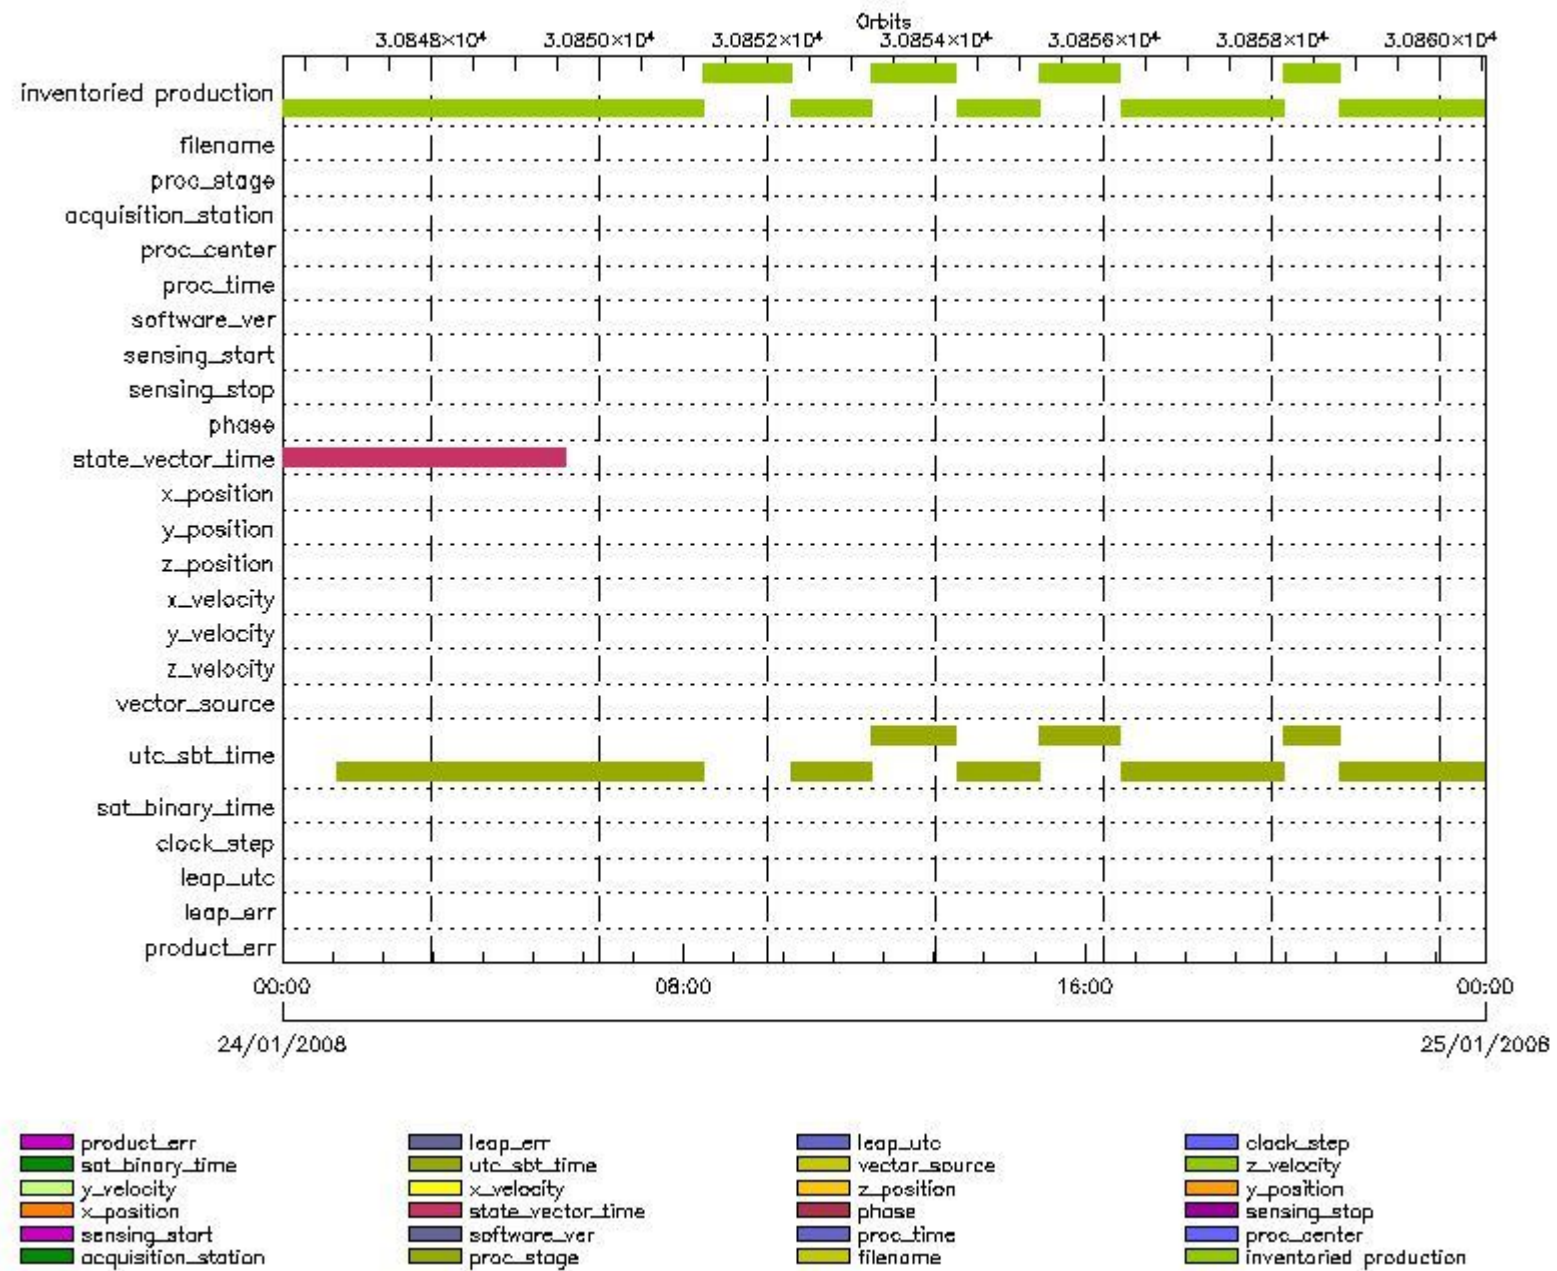 Orbits
3.0848×10⁴ 3.0850×10⁴ 3.0852×10⁴ 3.0854×10⁴ 3.0856×10⁴ 3.0858×10⁴ 3.0860×10⁴
inventoried production
filename
proc_stage
acquisition_station
proc_center
proc_time
software_ver
sensing_start
sensing_stop
phase
state_vector_time
x_position
y_position
z_position
x_velocity
y_velocity
z_velocity
vector_source
utc_sbt_time
sat_binary_time
clock_step
leap_utc
leap_err
product_err
00:00 08:00 16:00 00:00
24/01/2008 25/01/2008
product_err leap_err leap_utc clock_step
sat_binary_time utc_sbt_time vector_source z_velocity
y_velocity x_velocity z_position y_position
x_position state_vector_time phase sensing_stop
sensing_start software_ver proc_time proc_center
acquisition_station proc_stage filename inventoried production